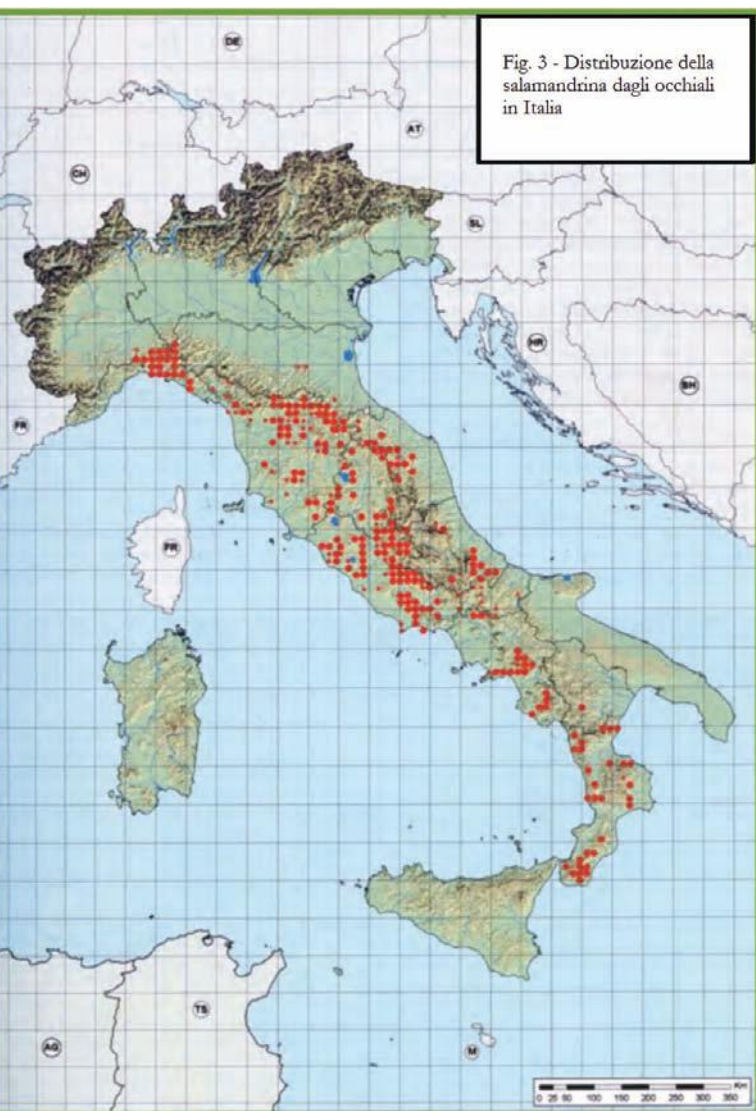 Fig. 3 - Distribuzione della
salamandrina dagli occhiali
in Italia
DE
AT
CH
SL
HR
BH
FR
FR
TS
AG
M
Km
0 25 50 100 150 200 250 300 350